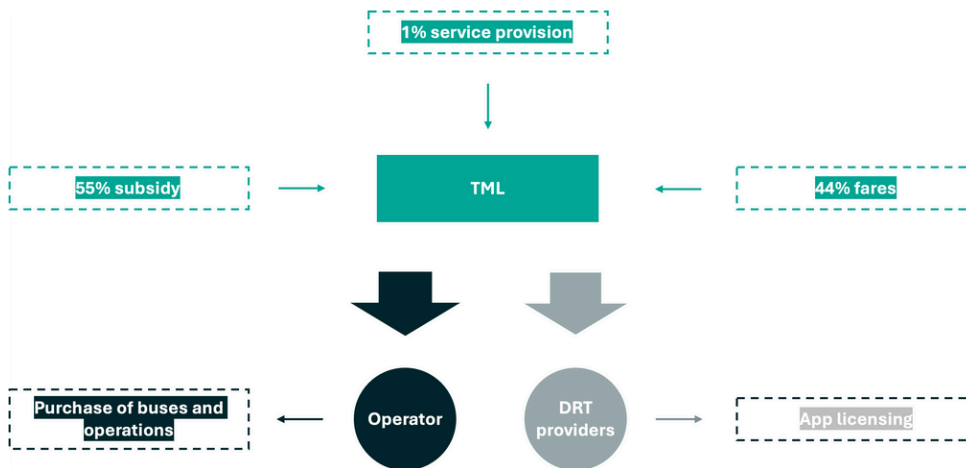 1% service provision
55% subsidy
TML
44% fares
Purchase of buses and
operations
Operator
DRT
providers
App licensing